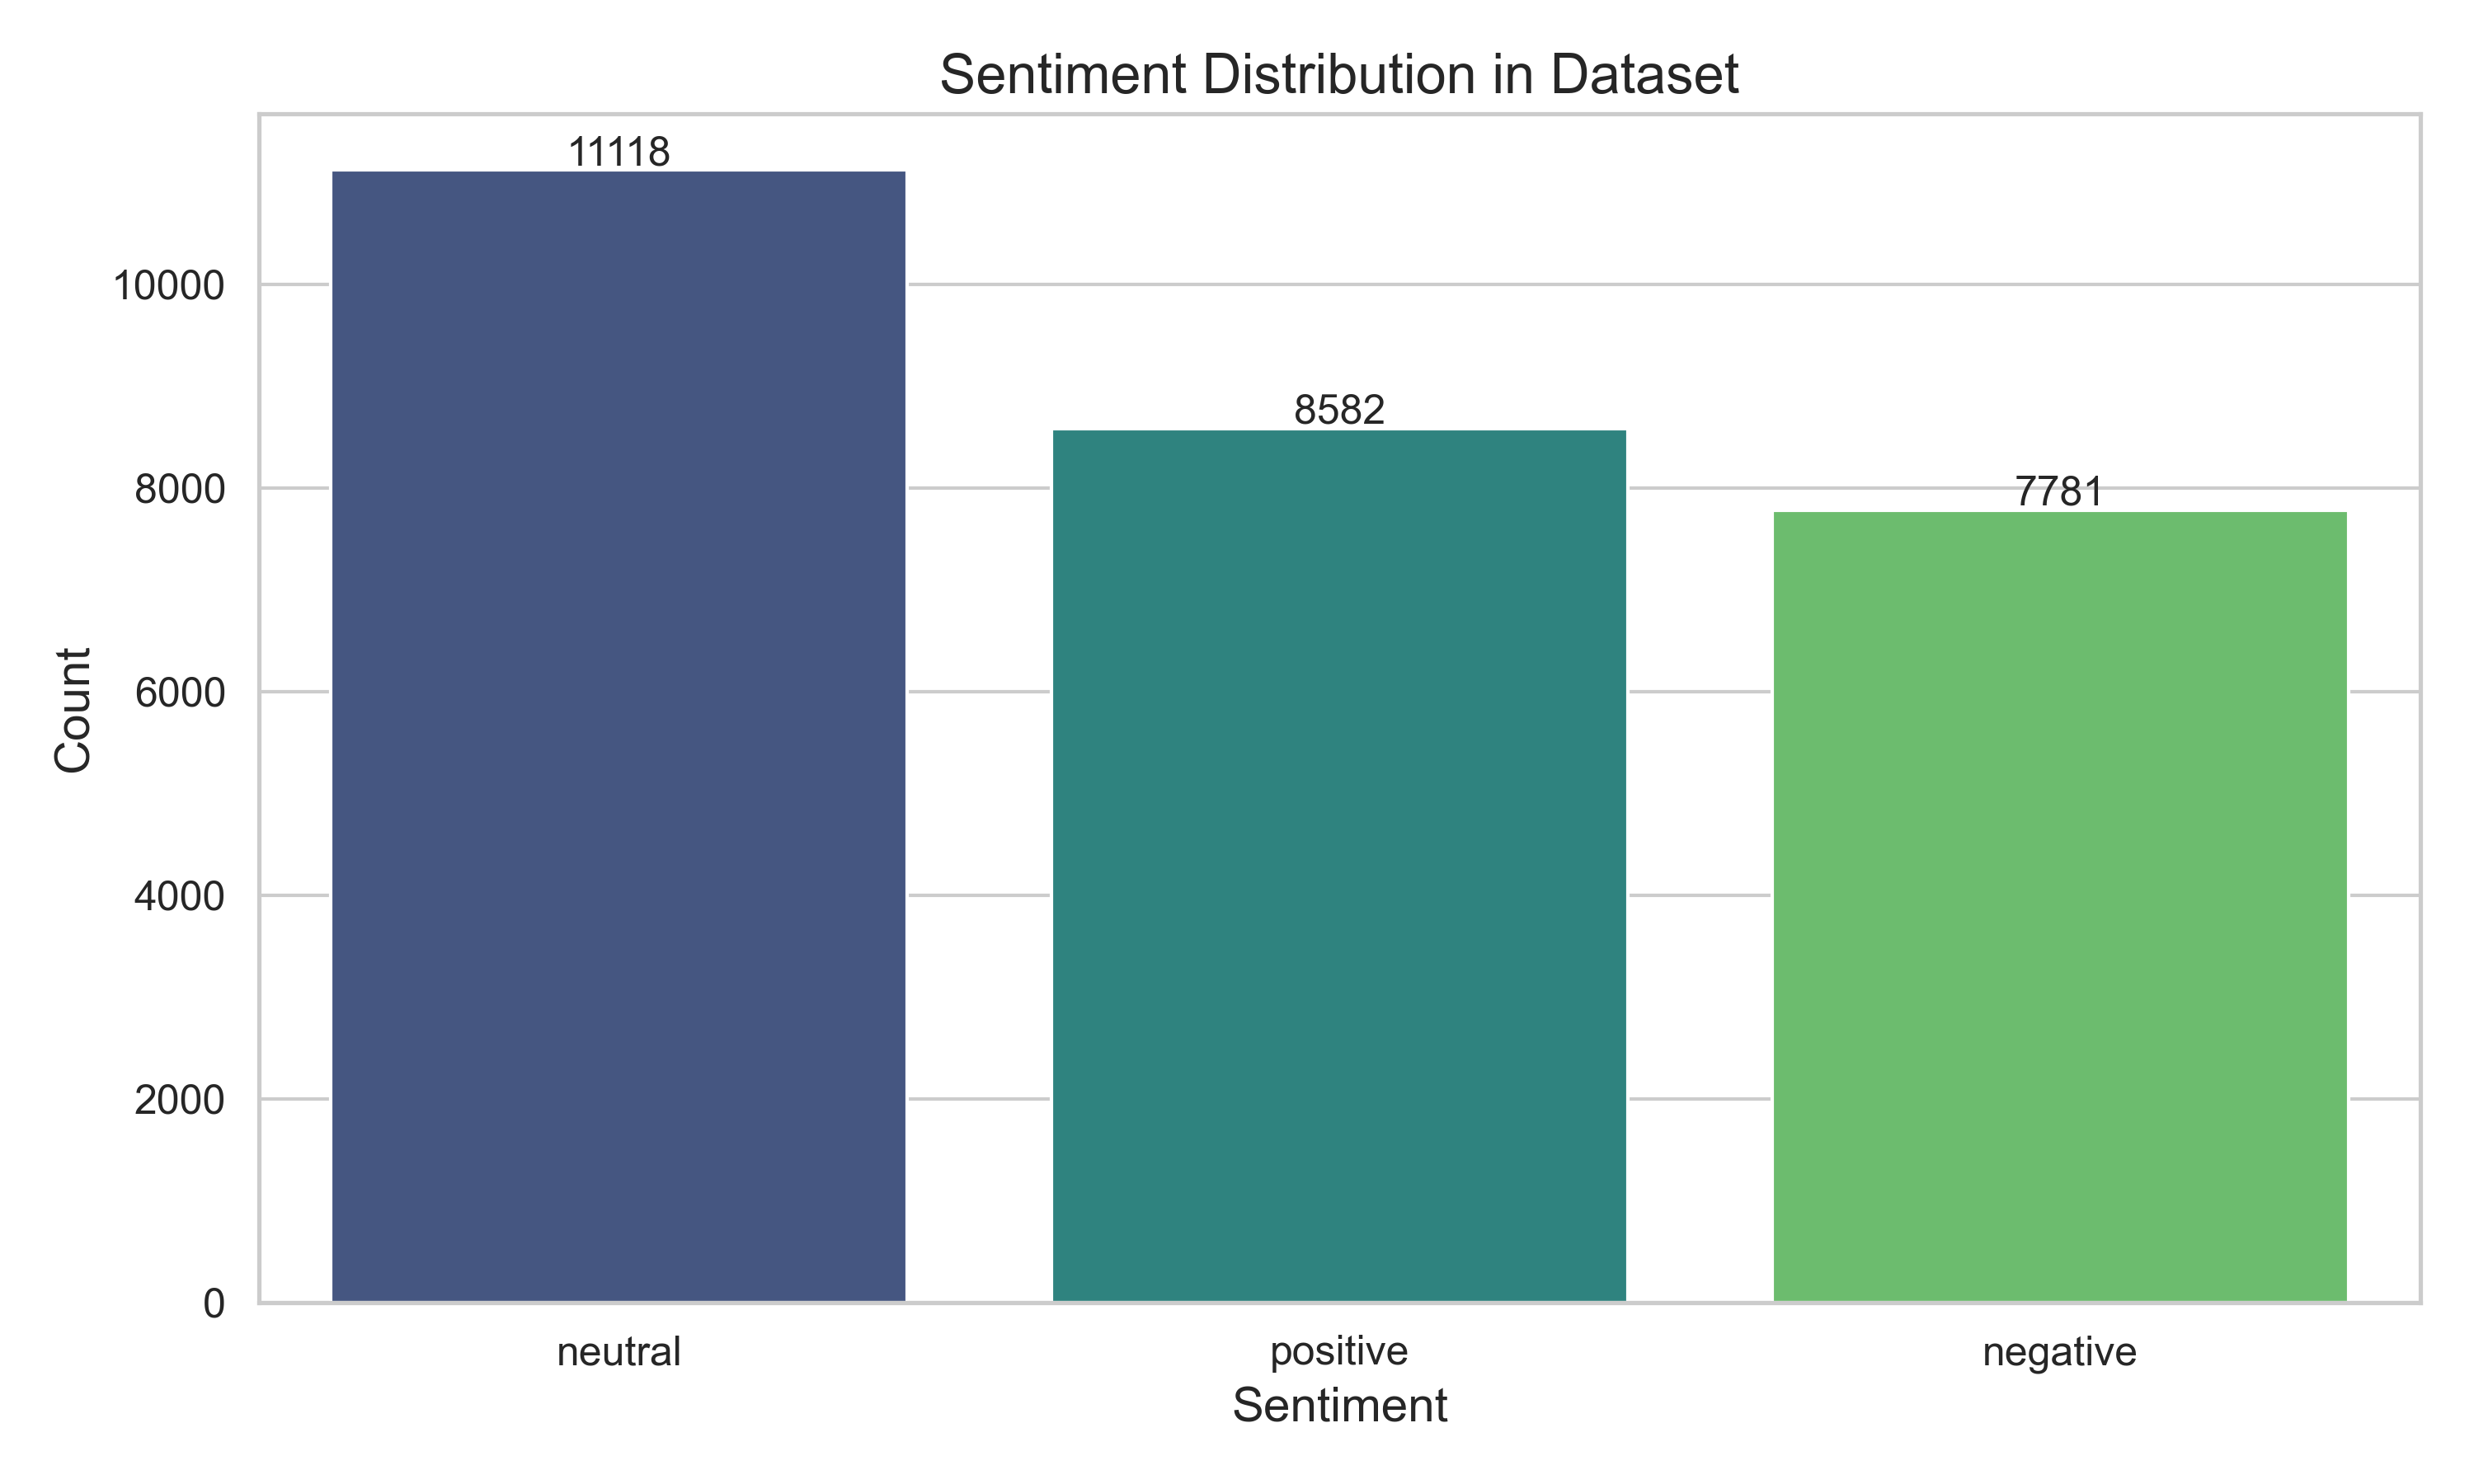 Sentiment Distribution in Dataset
11118
10000
8582
8000
7781
6000
Count
4000
2000
0
neutral
positive
negative
Sentiment